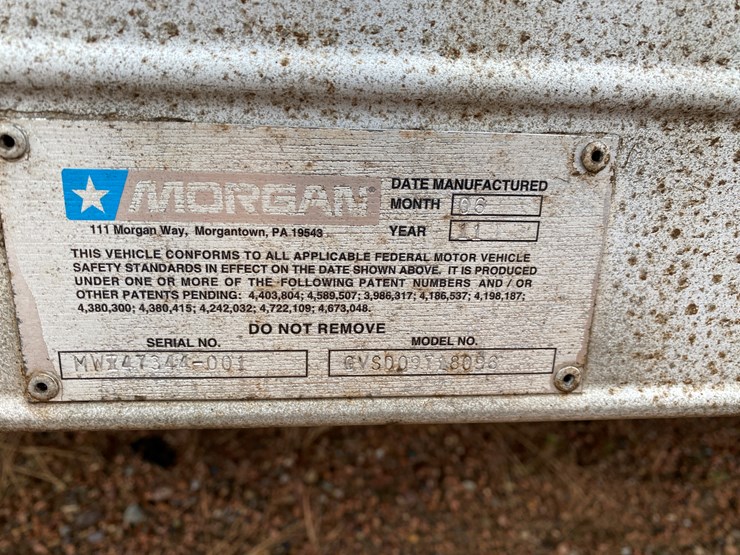 MORGAN
DATE MANUFACTURED
MONTH 06
YEAR 11
111 Morgan Way, Morgantown, PA 19543
THIS VEHICLE CONFORMS TO ALL APPLICABLE FEDERAL MOTOR VEHICLE
SAFETY STANDARDS IN EFFECT ON THE DATE SHOWN ABOVE. IT IS PRODUCED
UNDER ONE OR MORE OF THE FOLLOWING PATENT NUMBERS AND / OR
OTHER PATENTS PENDING: 4,403,804; 4,589,507; 3,986,317; 4,186,537; 4,198,187;
4,380,300; 4,380,415; 4,242,032; 4,722,109; 4,673,048.
DO NOT REMOVE
SERIAL NO.
MODEL NO.
MW747344-001